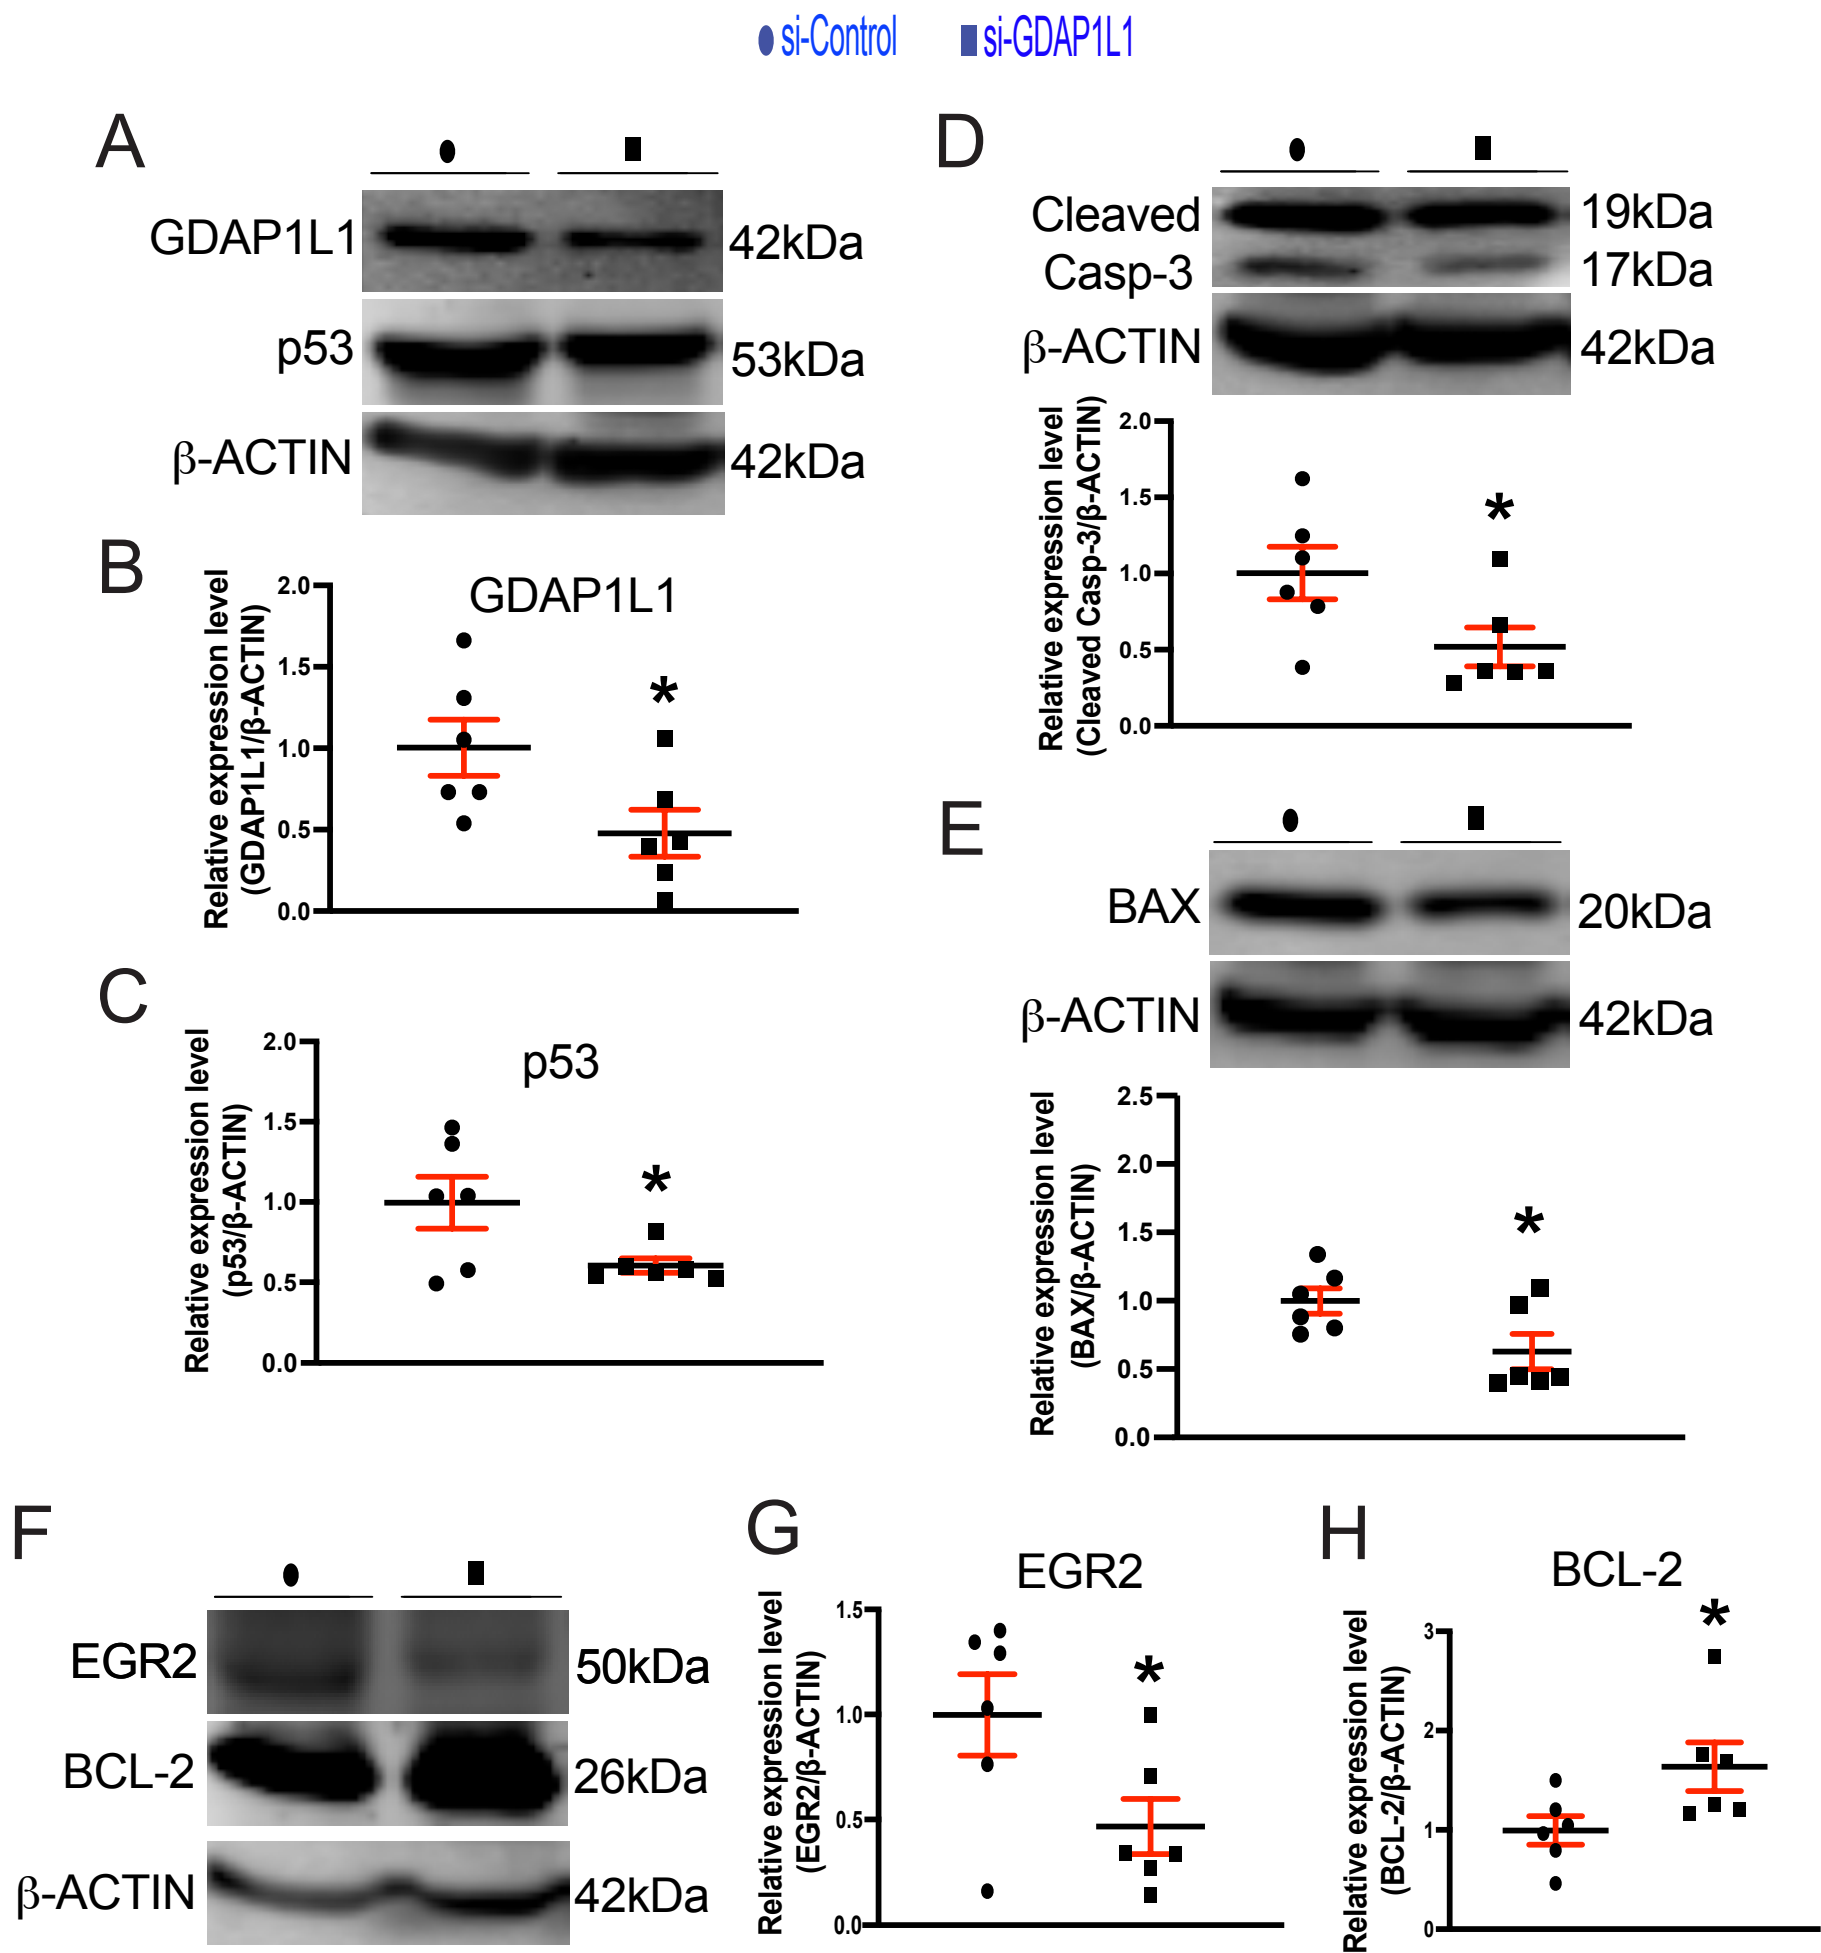 si-Control si-GDAP1L1
A
GDAP1L1 42kDa
p53 53kDa
β-ACTIN 42kDa
B
GDAP1L1
*
Relative expression level
(GDAP1L1/β-ACTIN)
2.0
1.5
1.0
0.5
0.0
C
p53
*
Relative expression level
(p53/β-ACTIN)
2.0
1.5
1.0
0.5
0.0
D
Cleaved 19kDa
Casp-3 17kDa
β-ACTIN 42kDa
*
Relative expression level
(Cleaved Casp-3/β-ACTIN)
2.0
1.5
1.0
0.5
0.0
E
BAX 20kDa
β-ACTIN 42kDa
*
Relative expression level
(BAX/β-ACTIN)
2.5
2.0
1.5
1.0
0.5
0.0
F
EGR2 50kDa
BCL-2 26kDa
β-ACTIN 42kDa
G
EGR2
*
Relative expression level
(EGR2/β-ACTIN)
1.5
1.0
0.5
0.0
H
BCL-2
*
Relative expression level
(BCL-2/β-ACTIN)
3
2
1
0